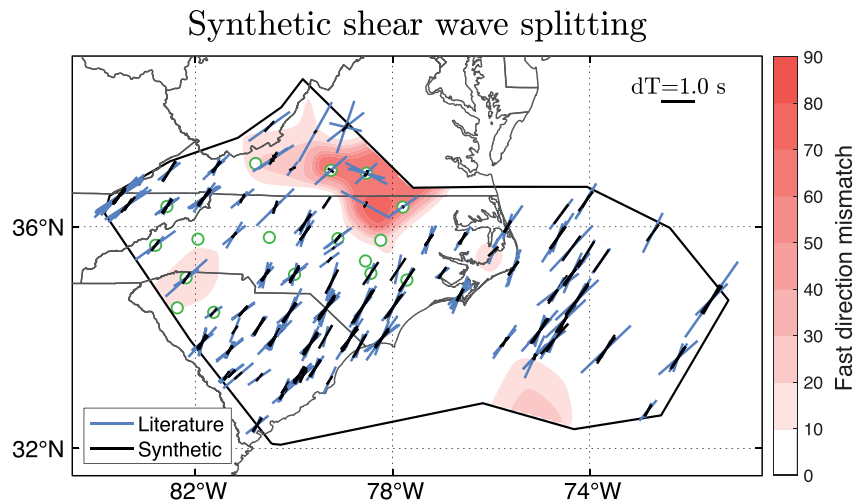 Synthetic shear wave splitting
dT=1.0 s
36°N
32°N
82°W
78°W
74°W
Literature
Synthetic
90
80
70
60
50
40
30
20
10
0
Fast direction mismatch